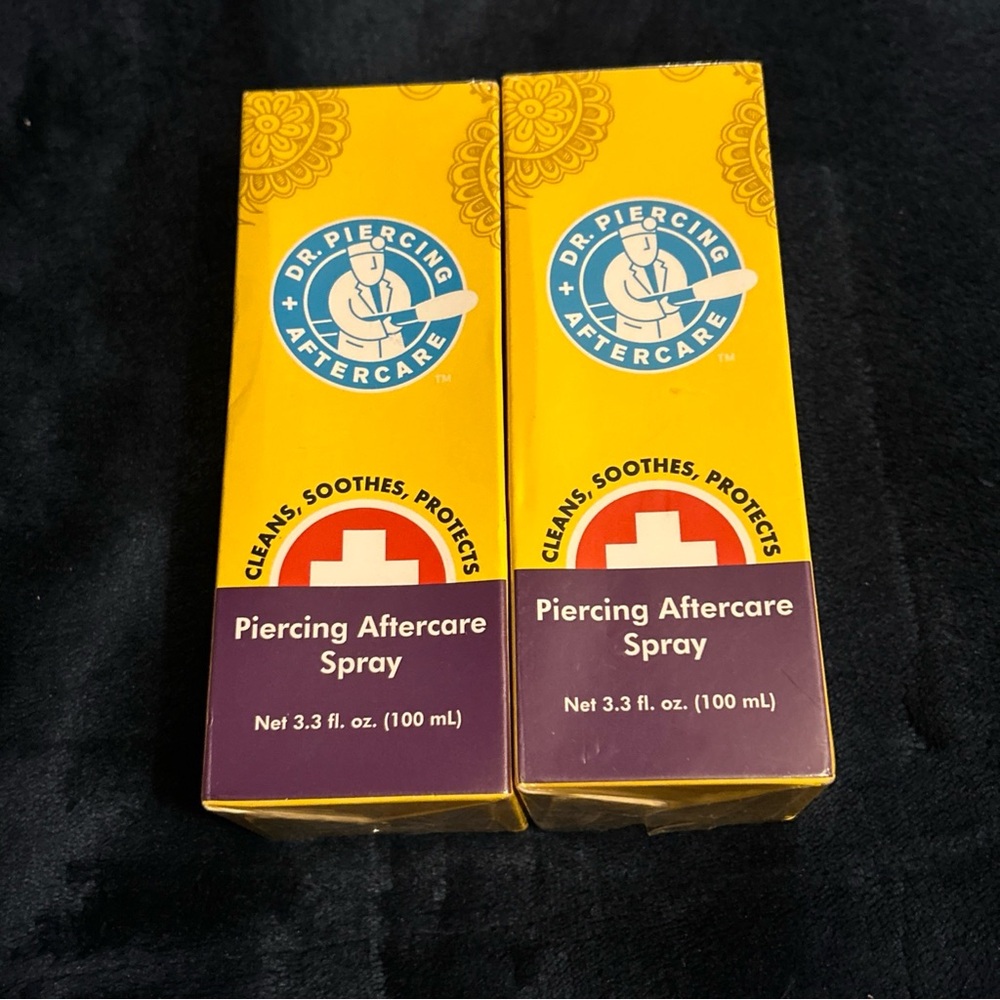 DR. PIERCING
+ AFTERCARE
TM
CLEANS, SOOTHES, PROTECTS
Piercing Aftercare
Spray
Net 3.3 fl. oz. (100 mL)
DR. PIERCING
+ AFTERCARE
TM
CLEANS, SOOTHES, PROTECTS
Piercing Aftercare
Spray
Net 3.3 fl. oz. (100 mL)